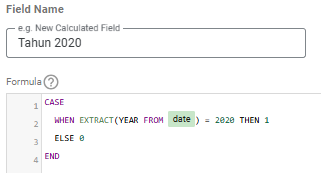 Field Name
e.g. New Calculated Field
Tahun 2020
Formula ?
1 CASE
2 WHEN EXTRACT(YEAR FROM date ) = 2020 THEN 1
3 ELSE 0
4 END